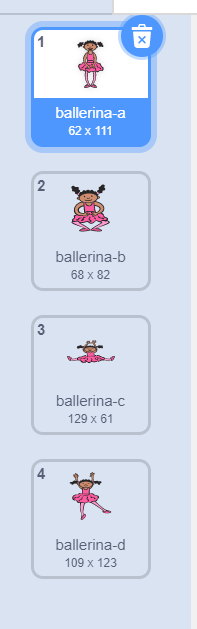 1
ballerina-a
62 x 111
2
ballerina-b
68 x 82
3
ballerina-c
129 x 61
4
ballerina-d
109 x 123